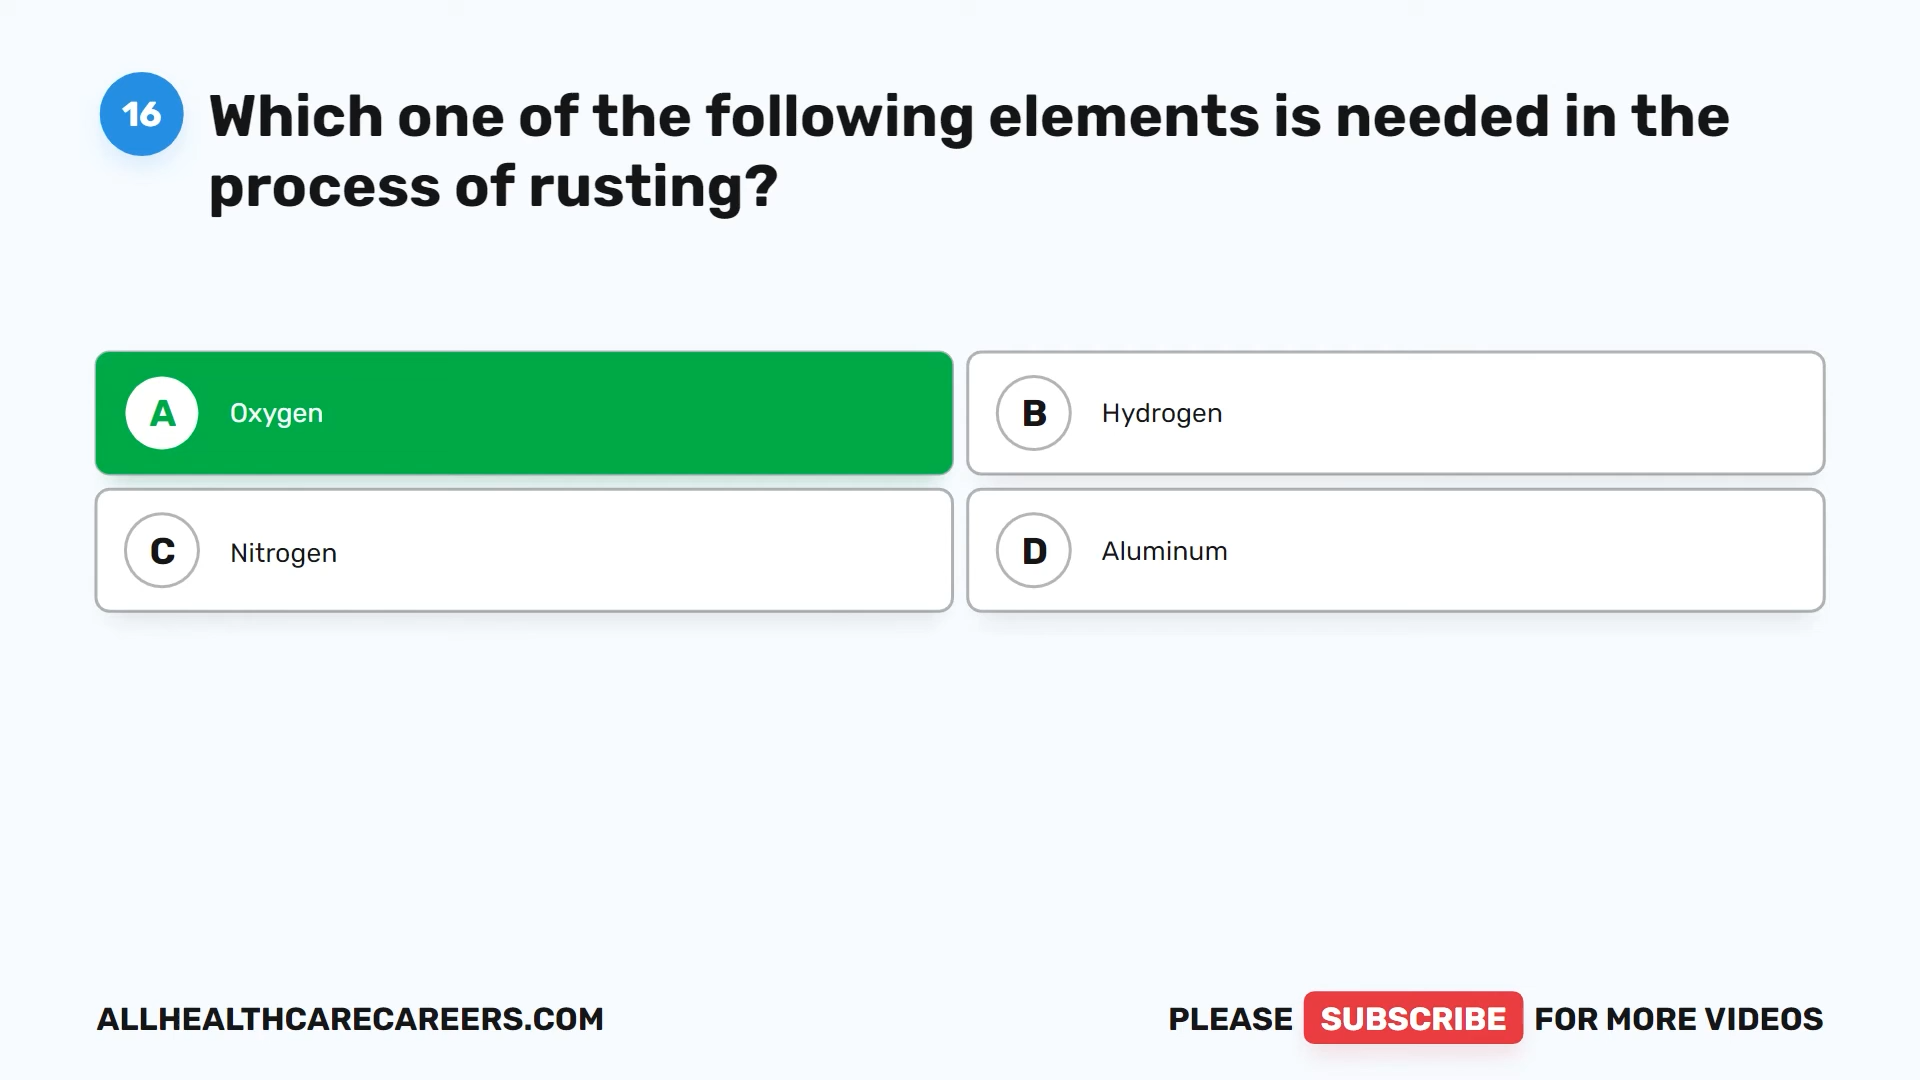 16
Which one of the following elements is needed in the
process of rusting?
A Oxygen
B Hydrogen
C Nitrogen
D Aluminum
ALLHEALTHCARECAREERS.COM
PLEASE SUBSCRIBE FOR MORE VIDEOS